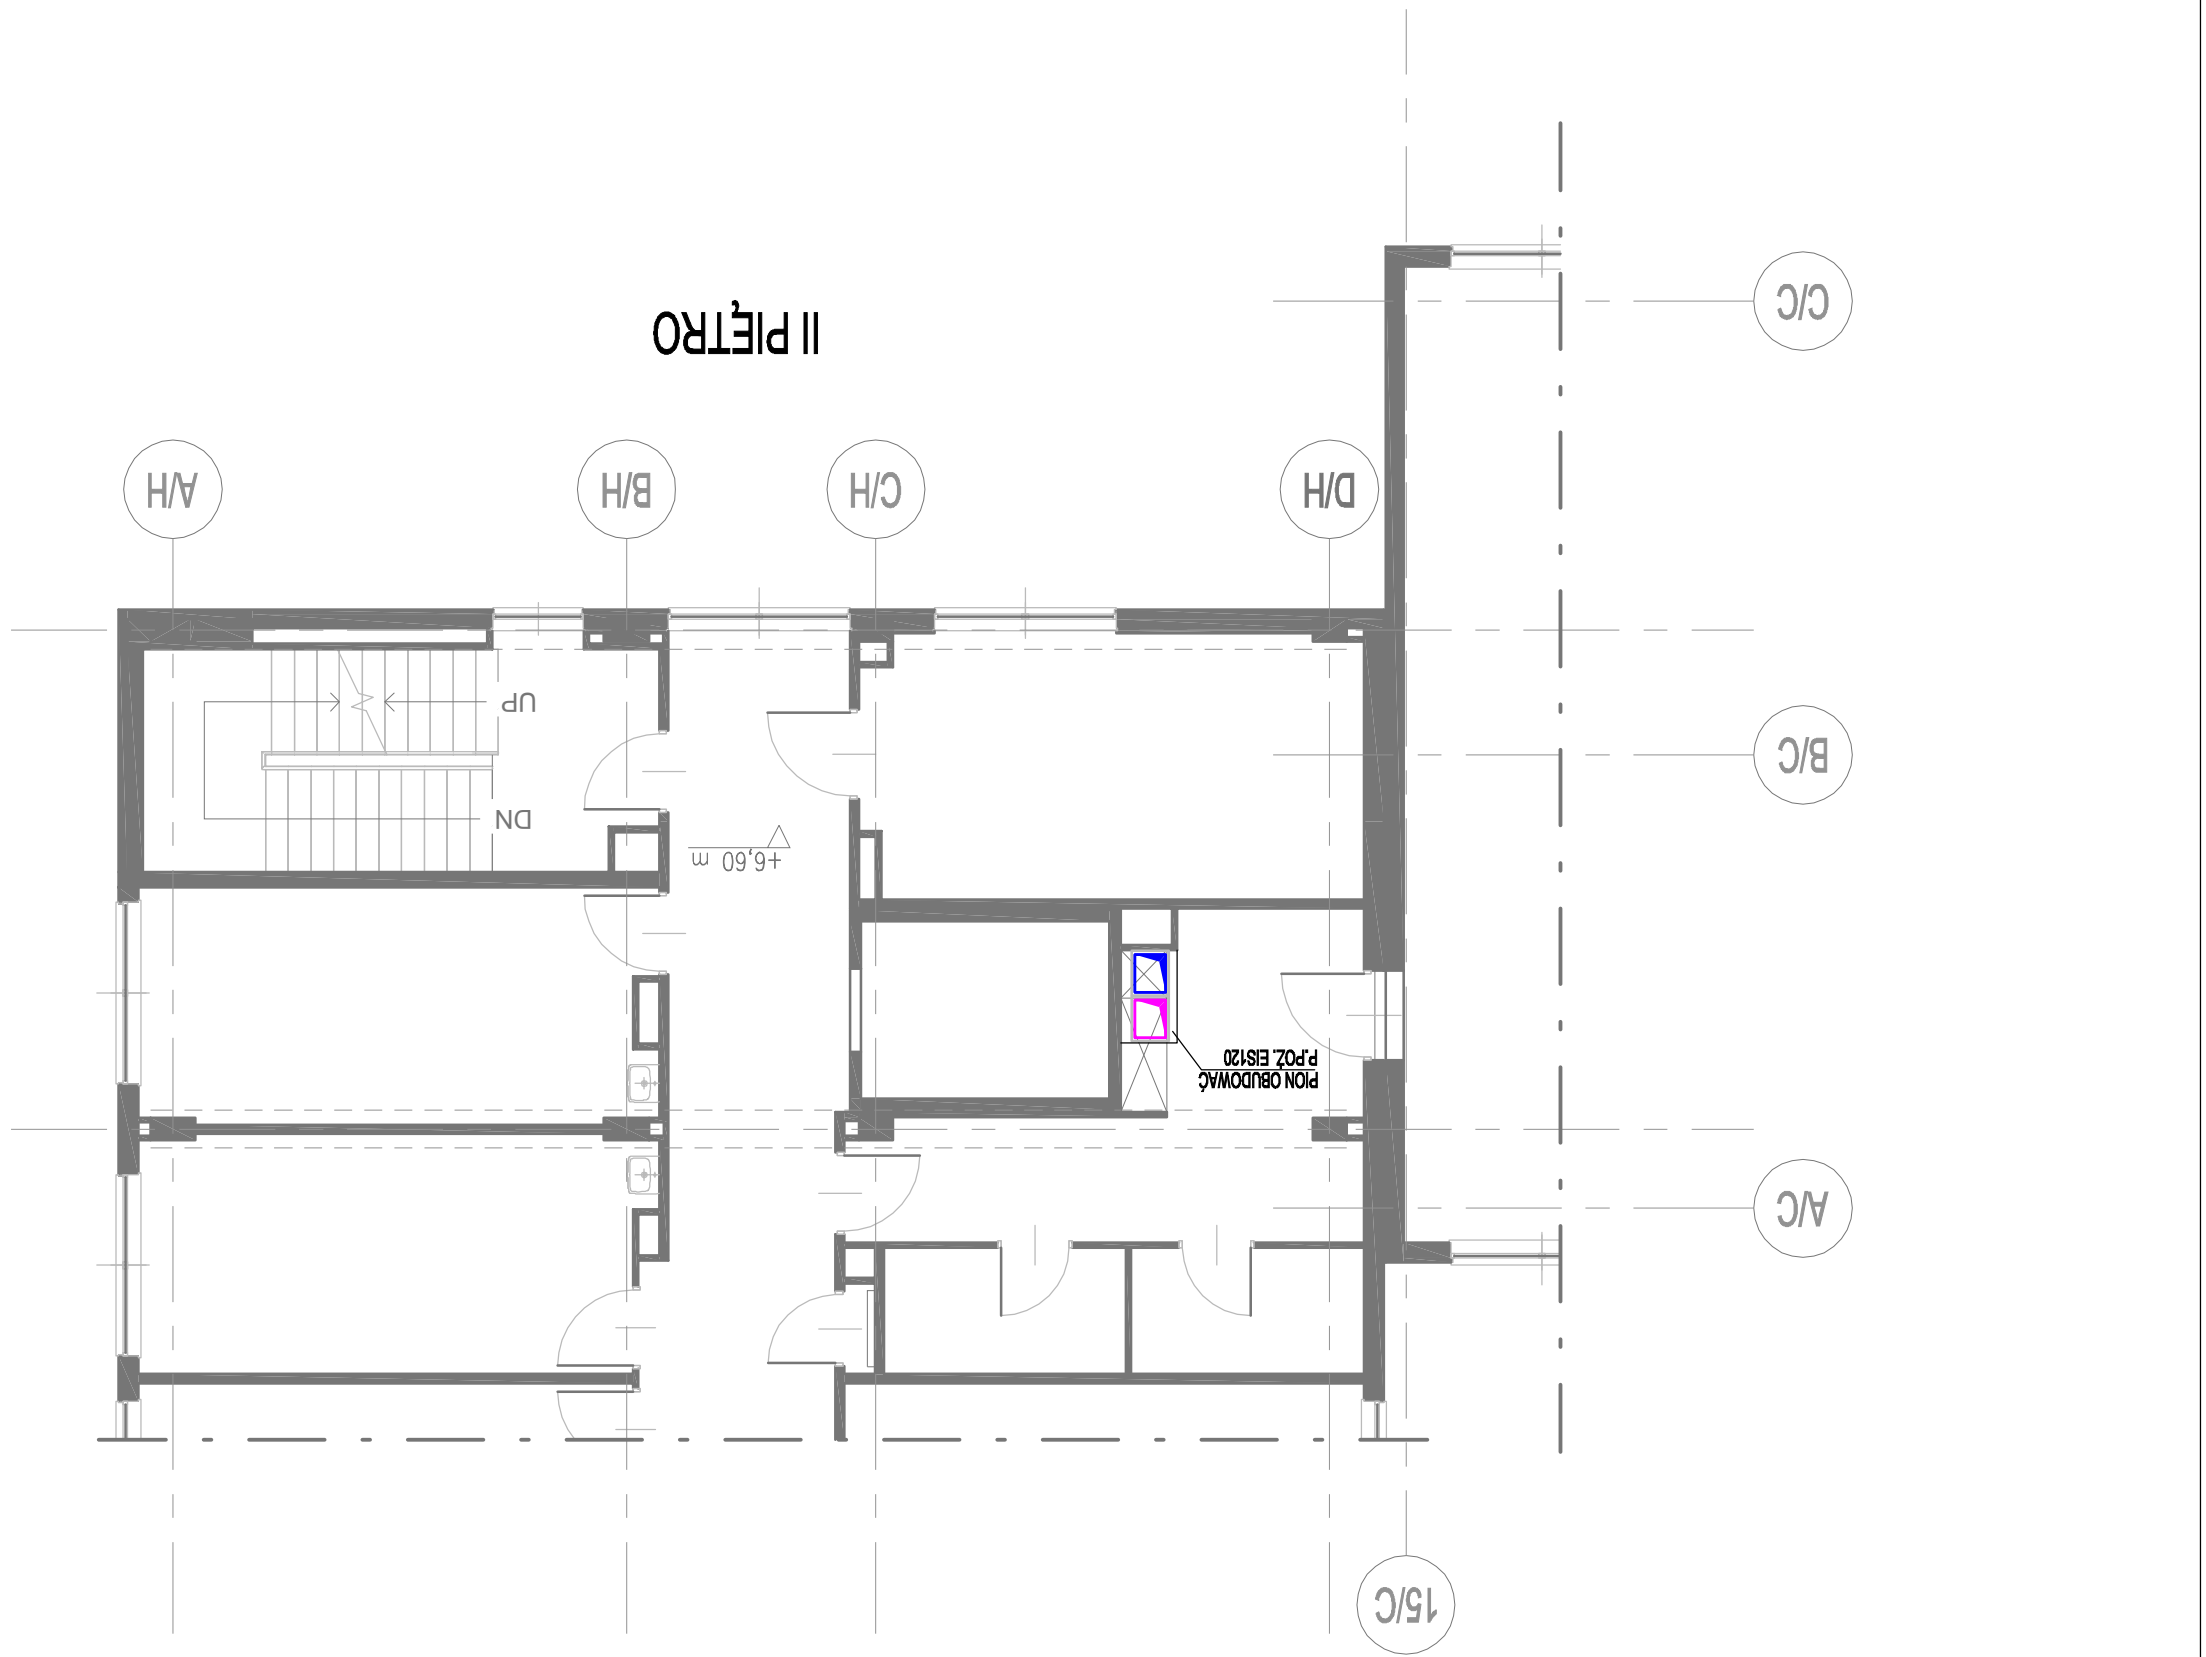 15/C
A/C
PION OBUDOWAĆ
P.POŻ. EIS120
+6,60 m
DN
B/C
UP
D/H
C/H
B/H
A/H
II PIĘTRO
C/C